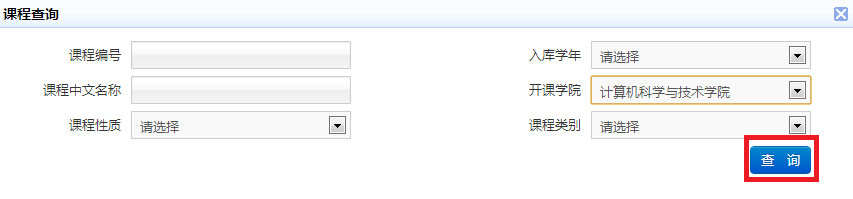 课程查询
课程编号 入库学年 请选择
课程中文名称 开课学院 计算机科学与技术学院
课程性质 请选择 课程类别 请选择
查 询